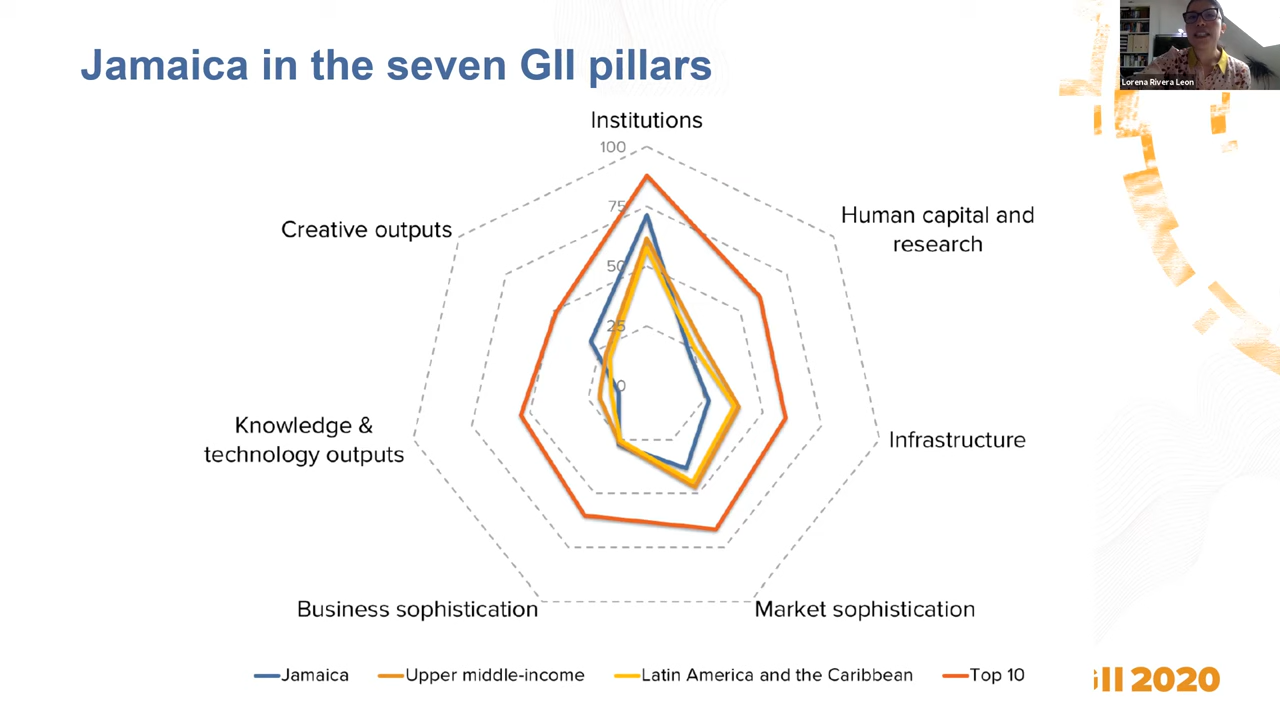 Jamaica in the seven GII pillars
Lorena Rivera Leon
Institutions
100
75
50
25
0
Human capital and
research
Creative outputs
Infrastructure
Knowledge &
technology outputs
Business sophistication
Market sophistication
Jamaica
Upper middle-income
Latin America and the Caribbean
Top 10
GII 2020